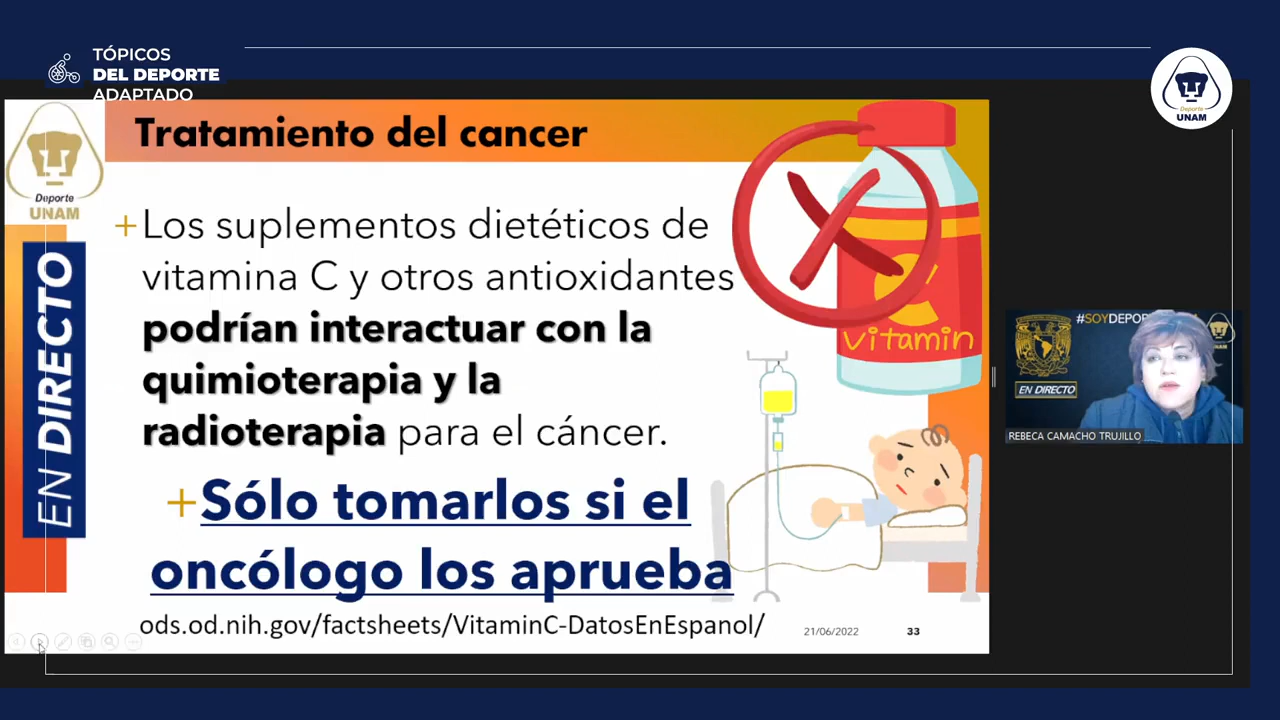 TÓPICOS
DEL DEPORTE
ADAPTADO
Deporte
UNAM
Deporte
UNAM
EN DIRECTO
Tratamiento del cancer
+Los suplementos dietéticos de
vitamina C y otros antioxidantes
podrían interactuar con la
quimioterapia y la
radioterapia para el cáncer.
+Sólo tomarlos si el
oncólogo los aprueba
ods.od.nih.gov/factsheets/VitaminC-DatosEnEspanol/
21/06/2022
33
C
Vitamin
#SOYDEPOR
EN DIRECTO
REBECA CAMACHO TRUJILLO